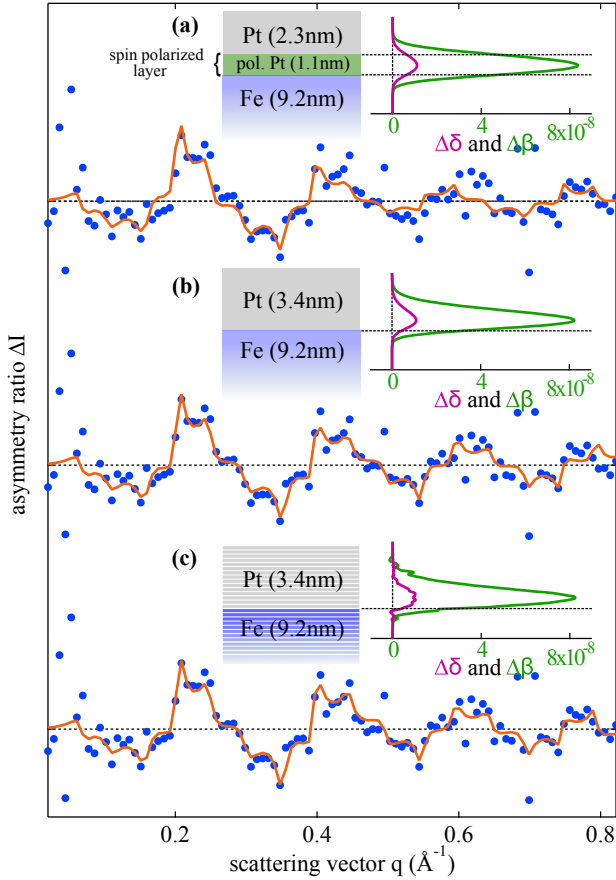 (a)
Pt (2.3nm)
spin polarized
layer
{
pol. Pt (1.1nm)
Fe (9.2nm)
0 4 8x10⁻⁸
Δδ and Δβ
(b)
Pt (3.4nm)
Fe (9.2nm)
0 4 8x10⁻⁸
Δδ and Δβ
asymmetry ratio ΔI
(c)
Pt (3.4nm)
Fe (9.2nm)
0 4 8x10⁻⁸
Δδ and Δβ
0.2 0.4 0.6 0.8
scattering vector q (Å⁻¹)